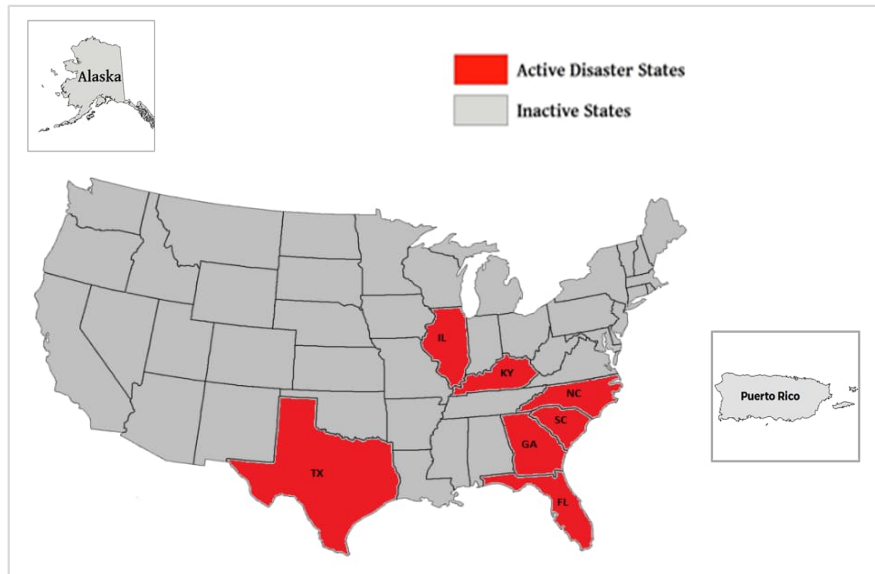 Alaska
Active Disaster States
Inactive States
IL
KY
NC
SC
GA
TX
FL
Puerto Rico